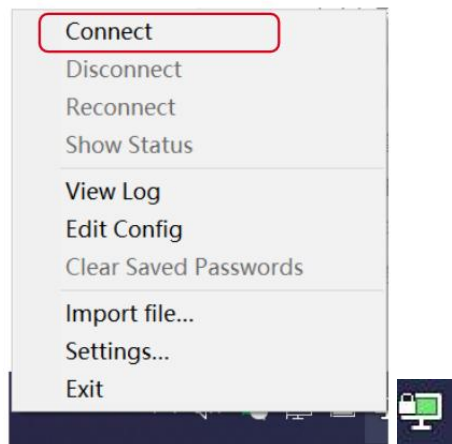 Connect
Disconnect
Reconnect
Show Status
View Log
Edit Config
Clear Saved Passwords
Import file...
Settings...
Exit